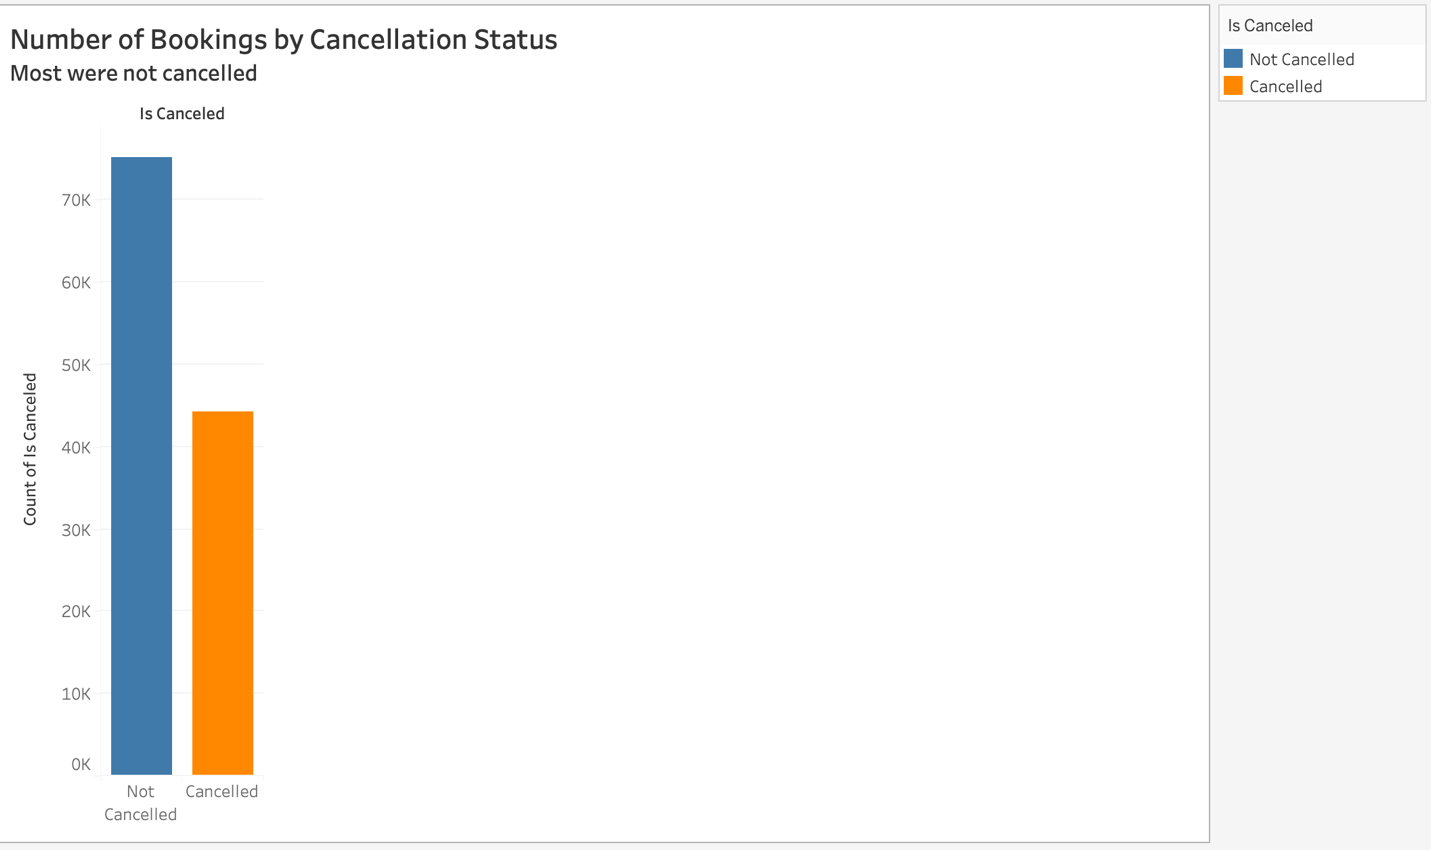 Number of Bookings by Cancellation Status
Most were not cancelled
Is Canceled
70K
60K
50K
40K
30K
20K
10K
0K
Count of Is Canceled
Not
Cancelled
Cancelled
Is Canceled
Not Cancelled
Cancelled